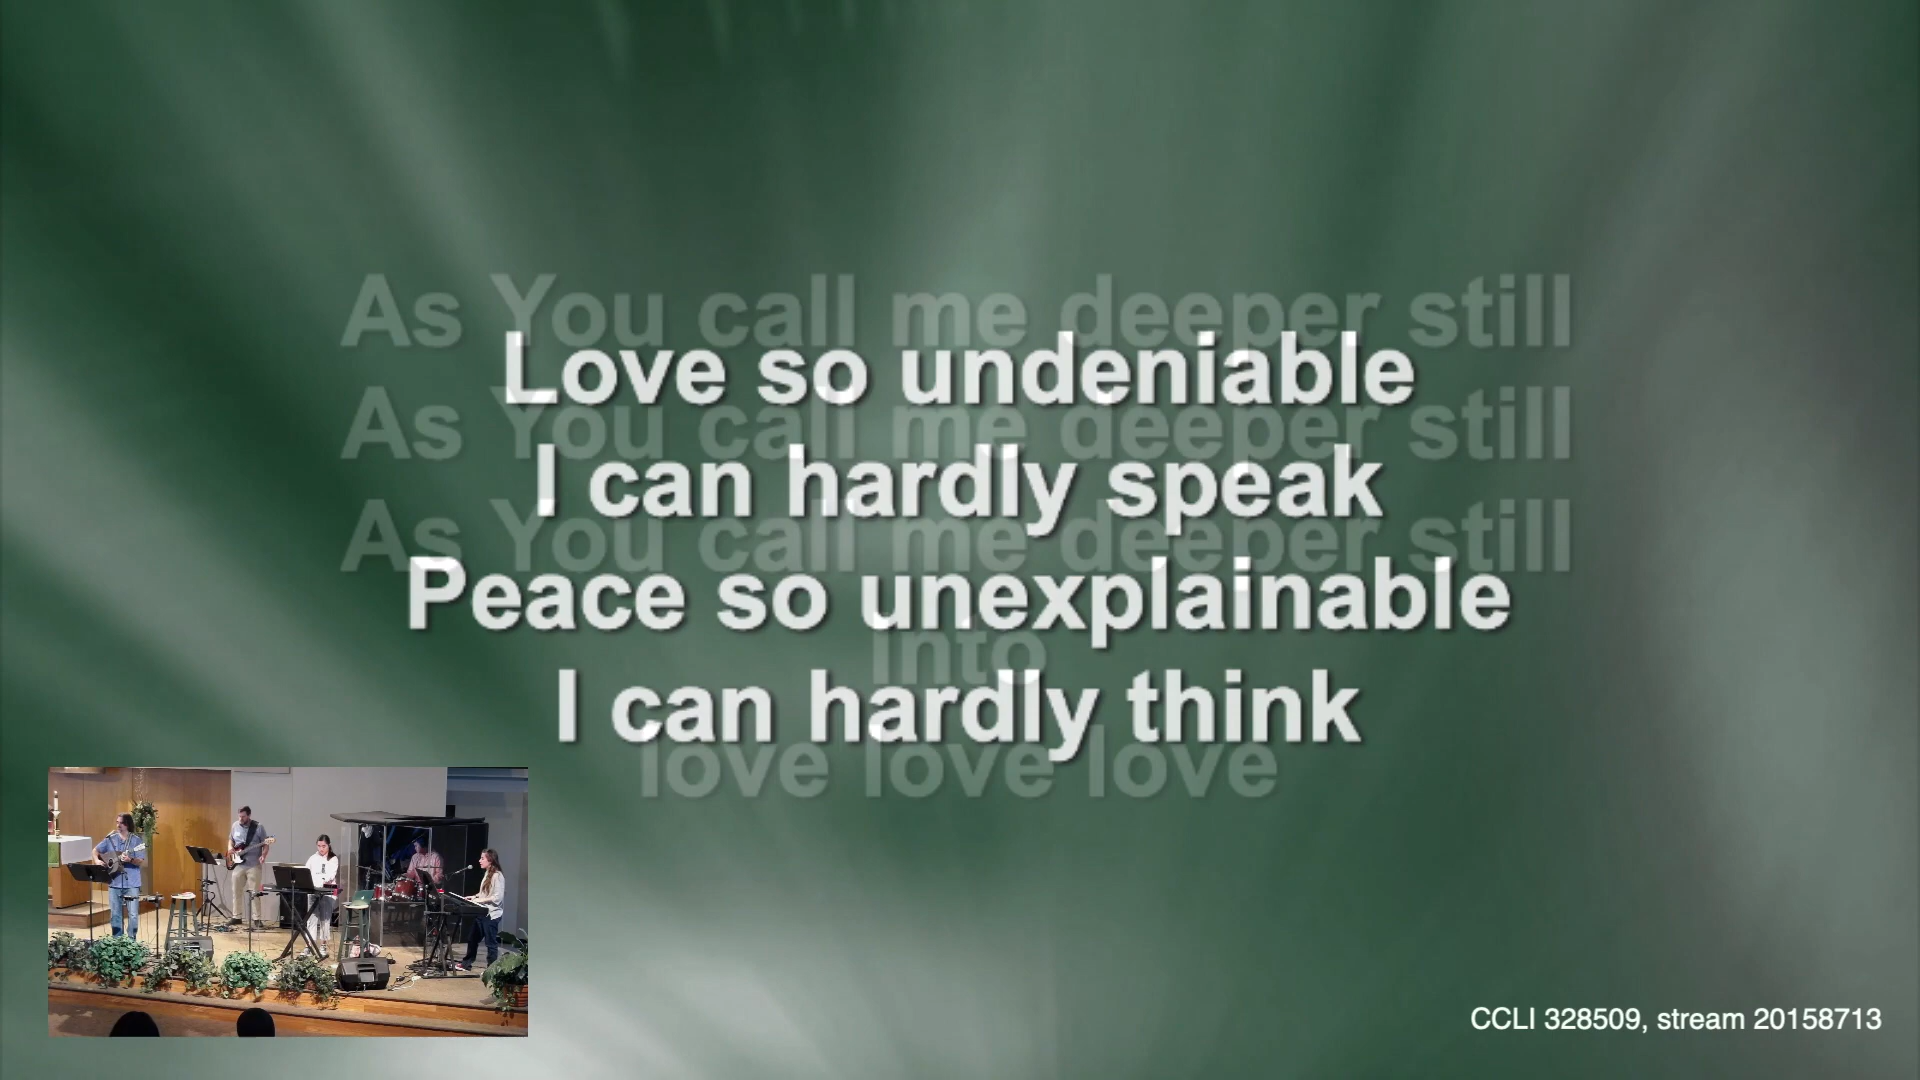 As You call me deeper still
Love so undeniable
As You call me deeper still
I can hardly speak
As You call me deeper still
Peace so unexplainable
Into
I can hardly think
love love love
CCLI 328509, stream 20158713